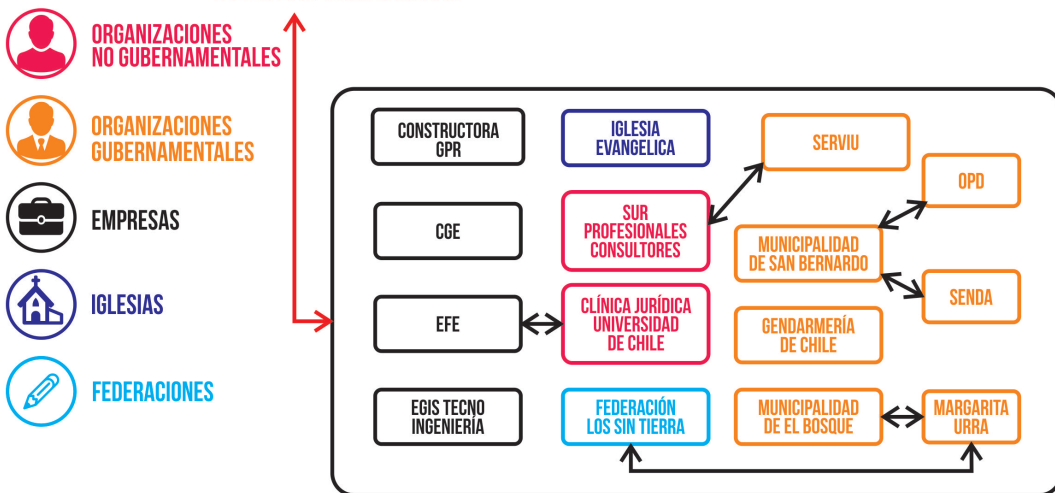 ORGANIZACIONES
NO GUBERNAMENTALES
ORGANIZACIONES
GUBERNAMENTALES
EMPRESAS
IGLESIAS
FEDERACIONES
CONSTRUCTORA
GPR
IGLESIA
EVANGELICA
SERVIU
OPD
CGE
SUR
PROFESIONALES
CONSULTORES
MUNICIPALIDAD
DE SAN BERNARDO
SENDA
EFE
CLÍNICA JURÍDICA
UNIVERSIDAD
DE CHILE
GENDARMERÍA
DE CHILE
EGIS TECNO
INGENIERÍA
FEDERACIÓN
LOS SIN TIERRA
MUNICIPALIDAD
DE EL BOSQUE
MARGARITA
URRA